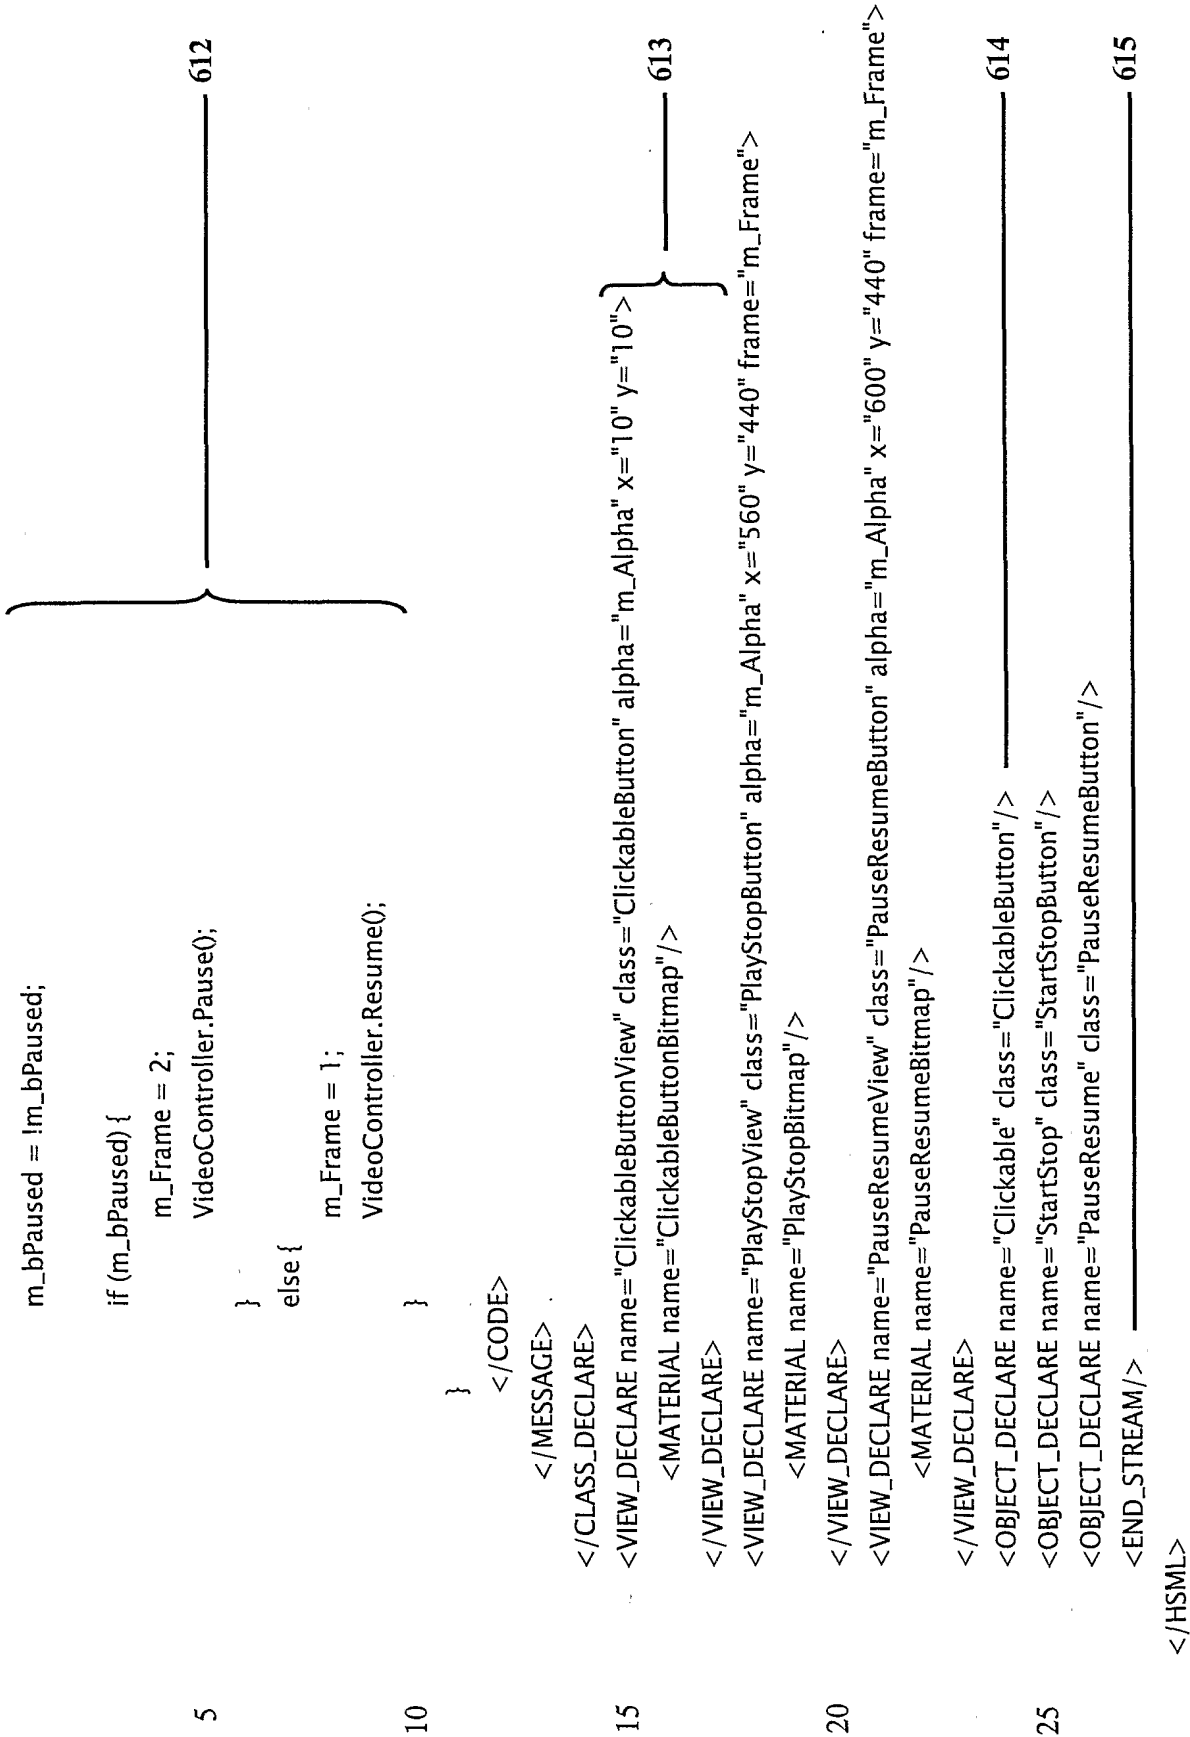 m_bPaused = !m_bPaused;
if (m_bPaused) {
m_Frame = 2;
5 VideoController.Pause(); 612
}
else {
m_Frame = 1;
VideoController.Resume();
10 }
}
</CODE>
</MESSAGE>
</CLASS_DECLARE>
15 <VIEW_DECLARE name="ClickableButtonView" class="ClickableButton" alpha="m_Alpha" x="10" y="10">
<MATERIAL name="ClickableButtonBitmap"/> 613
</VIEW_DECLARE>
<VIEW_DECLARE name="PlayStopView" class="PlayStopButton" alpha="m_Alpha" x="560" y="440" frame="m_Frame">
<MATERIAL name="PlayStopBitmap"/>
20 </VIEW_DECLARE>
<VIEW_DECLARE name="PauseResumeView" class="PauseResumeButton" alpha="m_Alpha" x="600" y="440" frame="m_Frame">
<MATERIAL name="PauseResumeBitmap"/>
</VIEW_DECLARE>
<OBJECT_DECLARE name="Clickable" class="ClickableButton"/> 614
25 <OBJECT_DECLARE name="StartStop" class="StartStopButton"/>
<OBJECT_DECLARE name="PauseResume" class="PauseResumeButton"/>
<END_STREAM/> 615
</HSML>